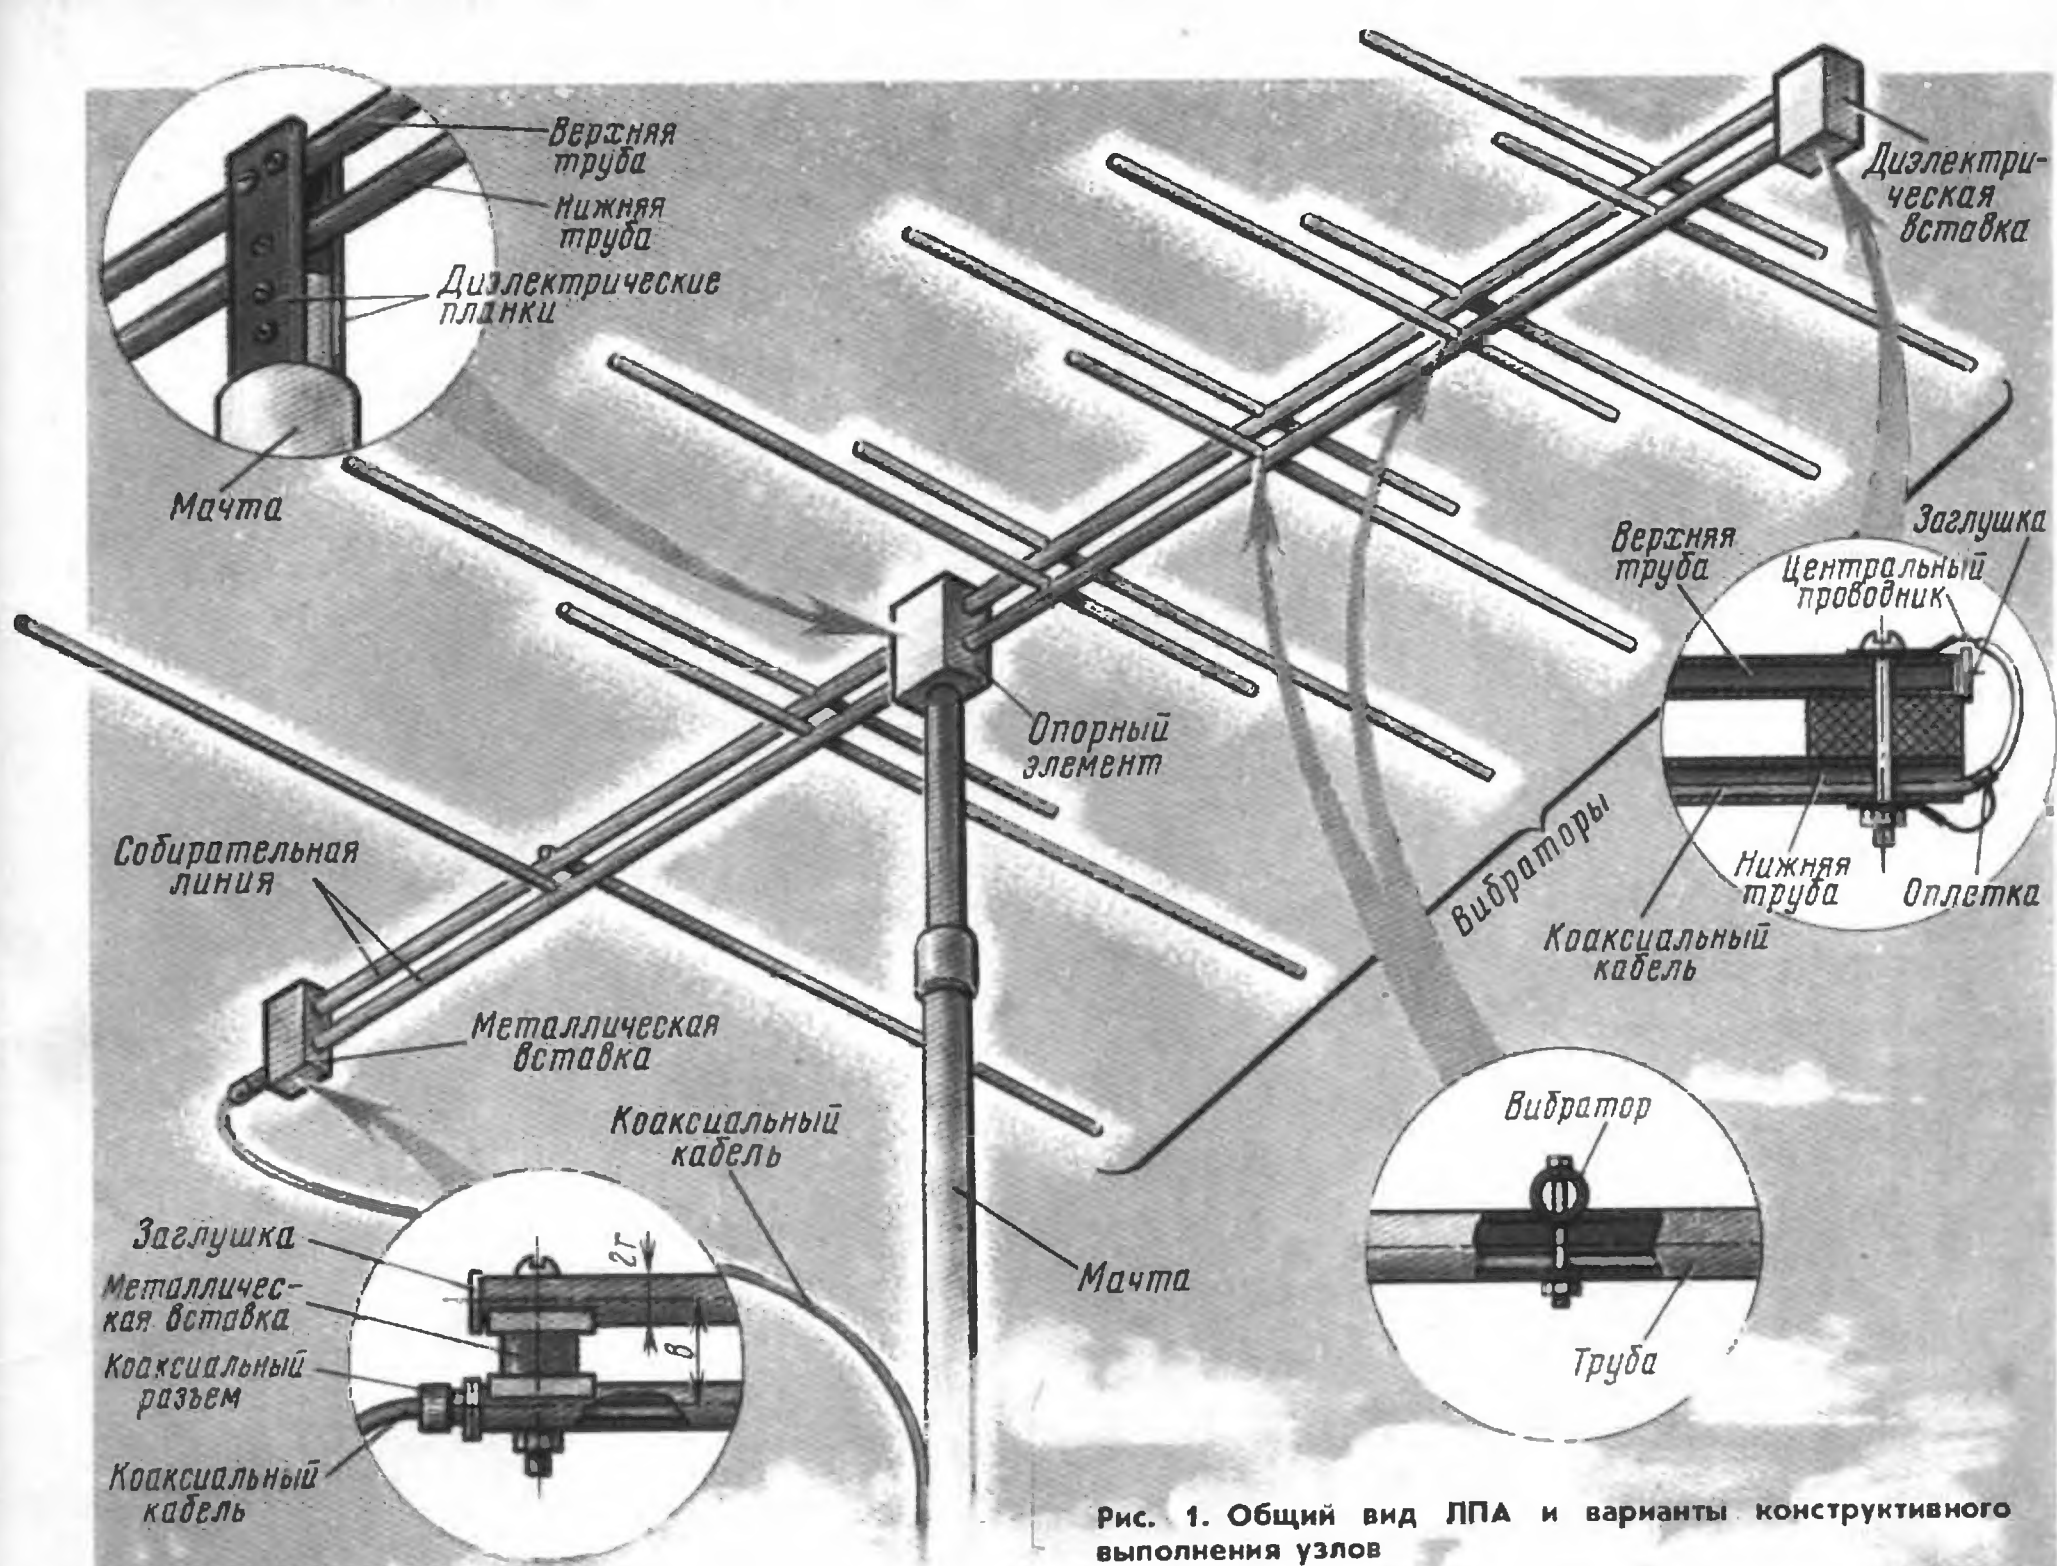 Верхняя
труба
Нижняя
труба
Диэлектрические
планки
Мачта
Диэлектри-
ческая
вставка
Заглушка
Верхняя
труба
Центральный
проводник
Нижняя
труба
Оплетка
Коаксиальный
кабель
Опорный
элемент
Вибраторы
Собирательная
линия
Металлическая
вставка
Коаксиальный
кабель
Мачта
Вибратор
Труба
Заглушка
Металличес-
кая вставка
Коаксиальный
разъем
Коаксиальный
кабель
2r
в
Рис. 1. Общий вид ЛПА и варианты конструктивного
выполнения узлов